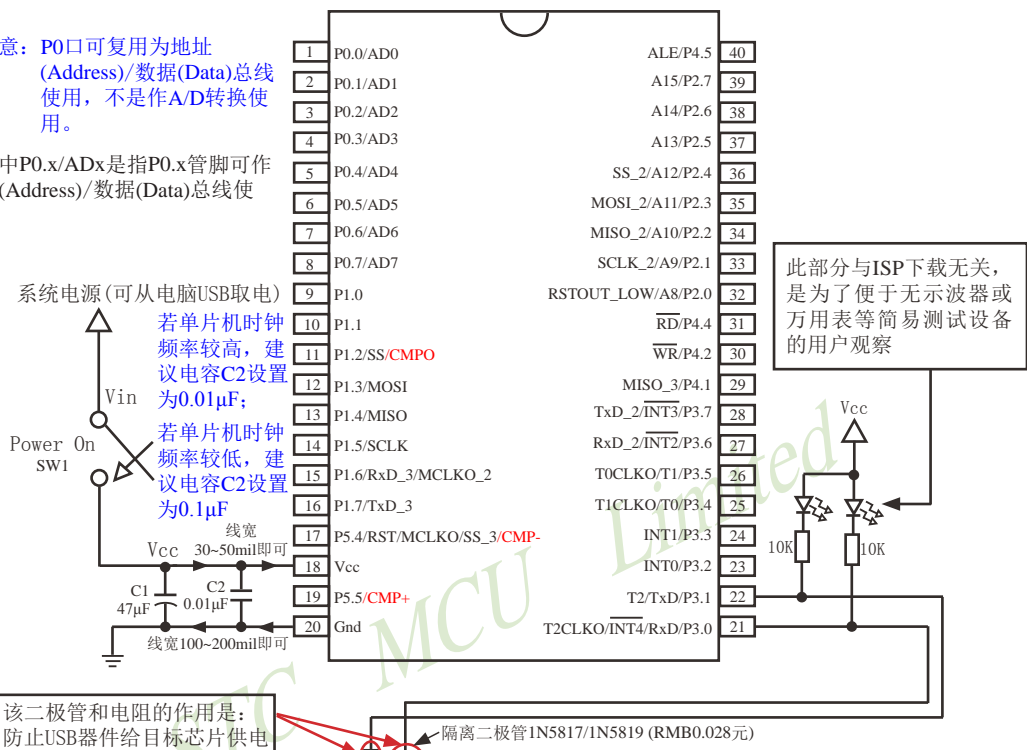 意：P0口可复用为地址
(Address)/数据(Data)总线
使用，不是作A/D转换使
用。
中P0.x/ADx是指P0.x管脚可作
(Address)/数据(Data)总线使
1 P0.0/AD0
2 P0.1/AD1
3 P0.2/AD2
4 P0.3/AD3
5 P0.4/AD4
6 P0.5/AD5
7 P0.6/AD6
8 P0.7/AD7
9 P1.0
10 P1.1
11 P1.2/SS/CMPO
12 P1.3/MOSI
13 P1.4/MISO
14 P1.5/SCLK
15 P1.6/RxD_3/MCLKO_2
16 P1.7/TxD_3
17 P5.4/RST/MCLKO/SS_3/CMP-
18 Vcc
19 P5.5/CMP+
20 Gnd
ALE/P4.5 40
A15/P2.7 39
A14/P2.6 38
A13/P2.5 37
SS_2/A12/P2.4 36
MOSI_2/A11/P2.3 35
MISO_2/A10/P2.2 34
SCLK_2/A9/P2.1 33
RSTOUT_LOW/A8/P2.0 32
RD/P4.4 31
WR/P4.2 30
MISO_3/P4.1 29
TxD_2/INT3/P3.7 28
RxD_2/INT2/P3.6 27
T0CLKO/T1/P3.5 26
T1CLKO/T0/P3.4 25
INT1/P3.3 24
INT0/P3.2 23
T2/TxD/P3.1 22
T2CLKO/INT4/RxD/P3.0 21
系统电源(可从电脑USB取电)
若单片机时钟
频率较高，建
议电容C2设置
为0.01μF;
若单片机时钟
频率较低，建
议电容C2设置
为0.1μF
Vin
Power On
SW1
线宽
30~50mil即可
Vcc
C1
47μF
C2
0.01μF
线宽100~200mil即可
此部分与ISP下载无关，
是为了便于无示波器或
万用表等简易测试设备
的用户观察
Vcc
10K
10K
STC MCU Limited
该二极管和电阻的作用是：
防止USB器件给目标芯片供电
隔离二极管1N5817/1N5819 (RMB0.028元)